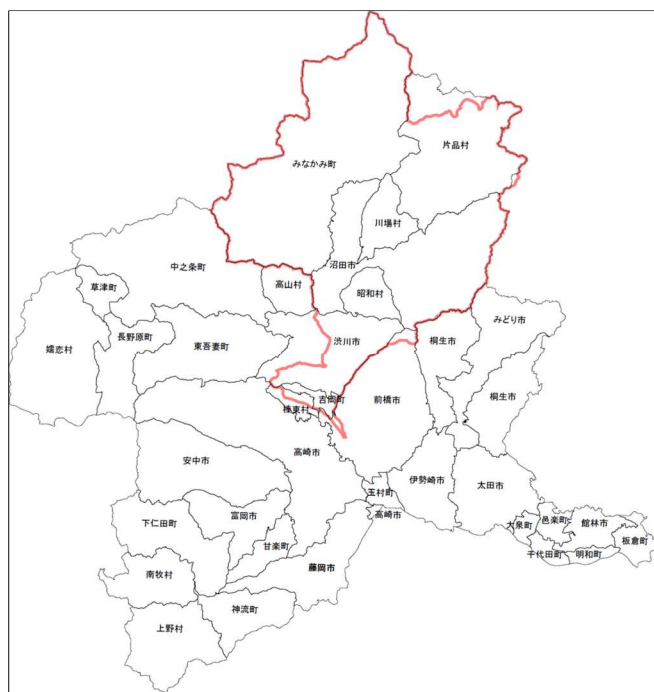 片品村
みなかみ町
川場村
沼田市
中之条町
高山村
昭和村
草津町
みどり市
長野原町
嬬恋村
東吾妻町
渋川市
桐生市
桐生市
吉岡町
前橋市
榛東村
高崎市
安中市
伊勢崎市
太田市
玉村町
高崎市
富岡市
下仁田町
大泉町
邑楽町
館林市
板倉町
甘楽町
千代田町
明和町
藤岡市
南牧村
神流町
上野村